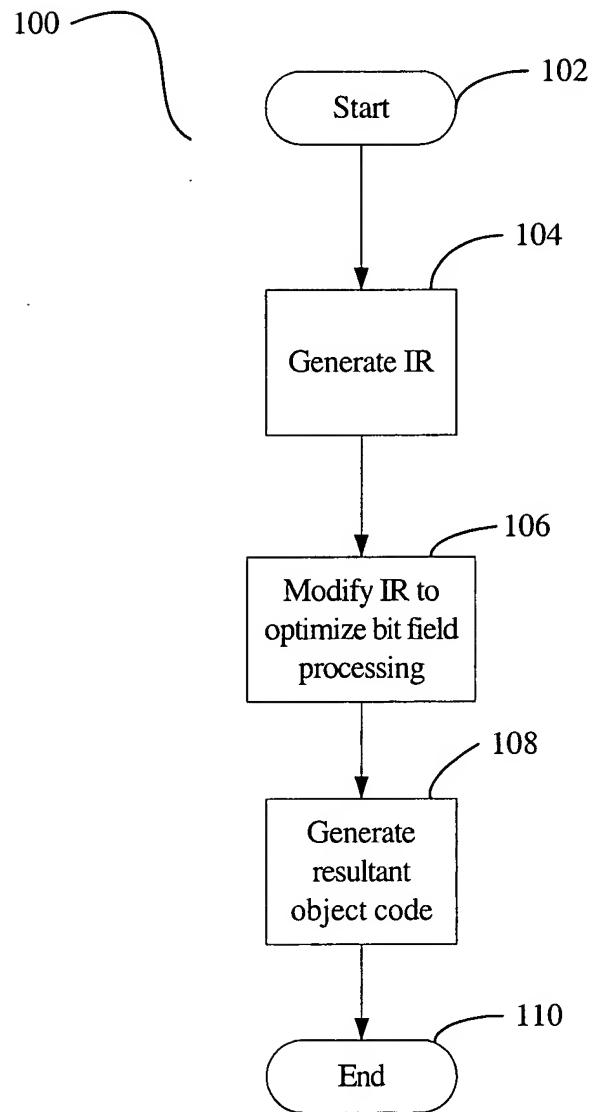 100
102
Start
104
Generate IR
106
Modify IR to
optimize bit field
processing
108
Generate
resultant
object code
110
End